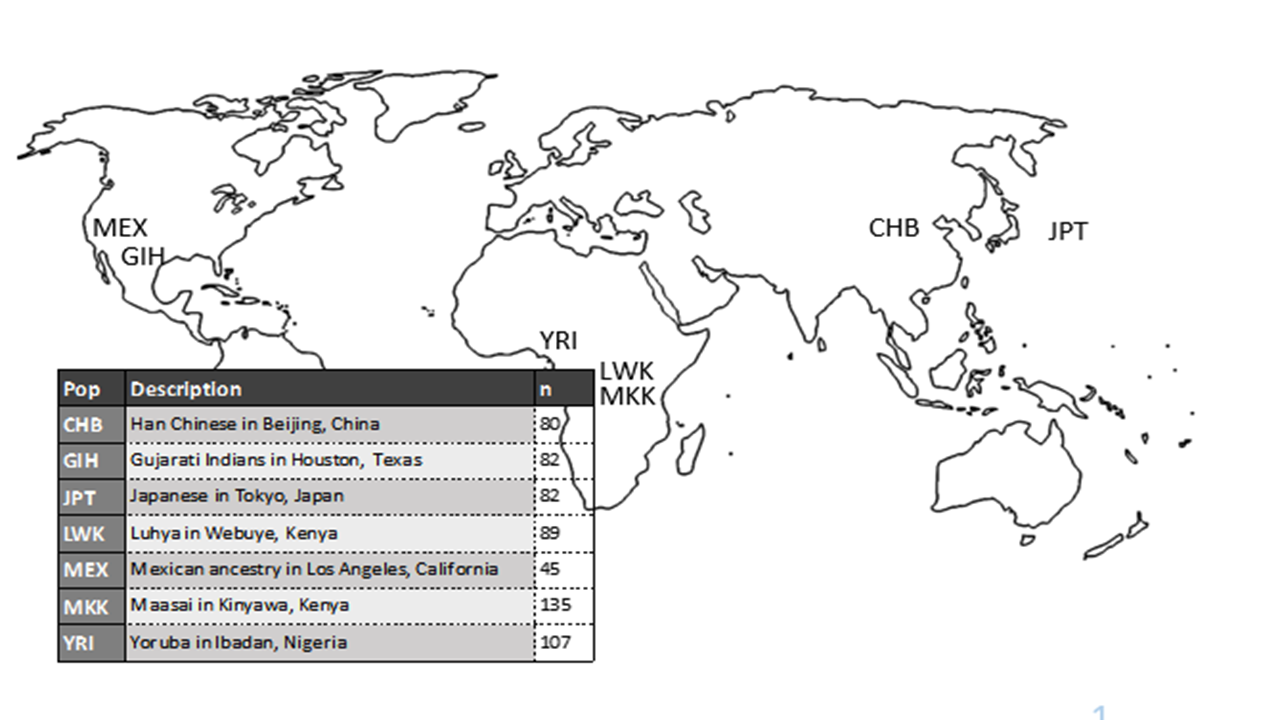 MEX
GIH
CHB
JPT
YRI
LWK
MKK
Pop Description n
CHB Han Chinese in Beijing, China 80
GIH Gujarati Indians in Houston, Texas 82
JPT Japanese in Tokyo, Japan 82
LWK Luhya in Webuye, Kenya 89
MEX Mexican ancestry in Los Angeles, California 45
MKK Maasai in Kinyawa, Kenya 135
YRI Yoruba in Ibadan, Nigeria 107
1